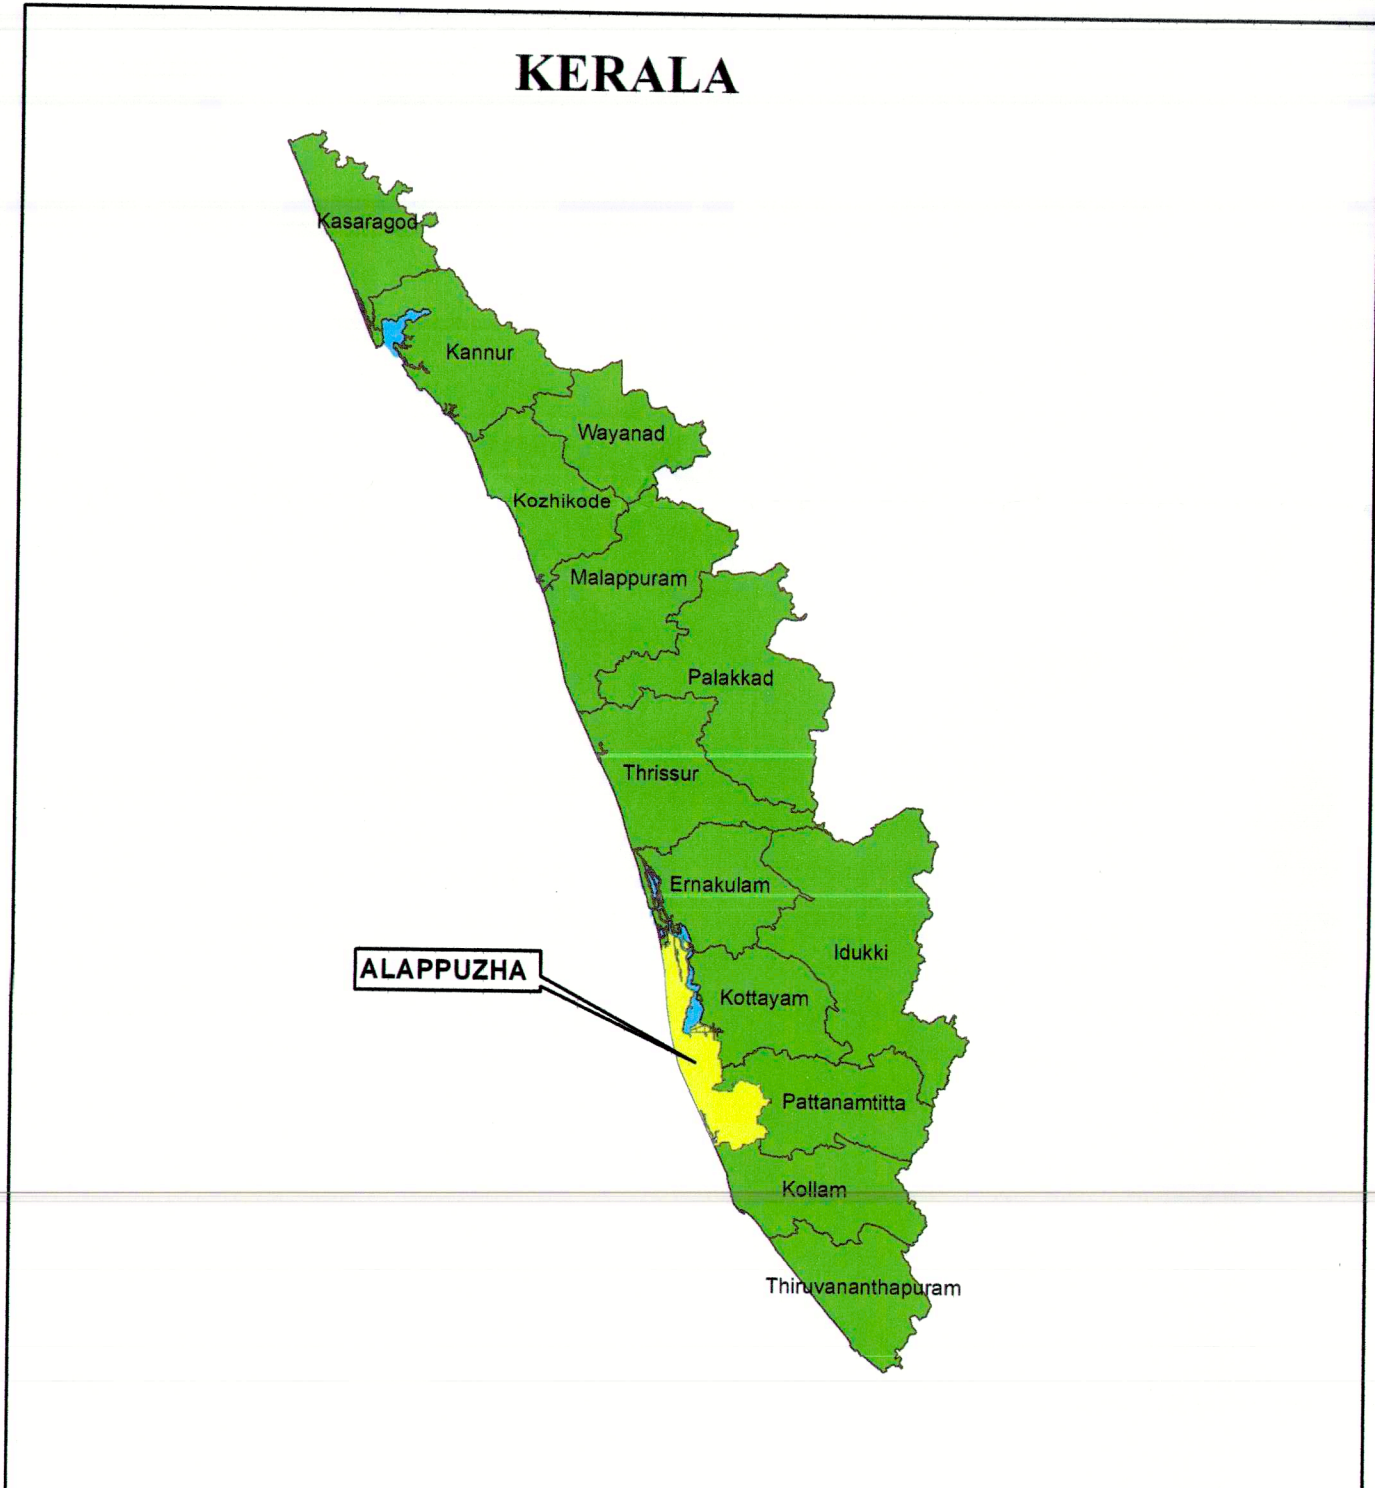 KERALA
Kasaragod
Kannur
Wayanad
Kozhikode
Malappuram
Palakkad
Thrissur
Ernakulam
Idukki
ALAPPUZHA
Kottayam
Pattanamtitta
Kollam
Thiruvananthapuram